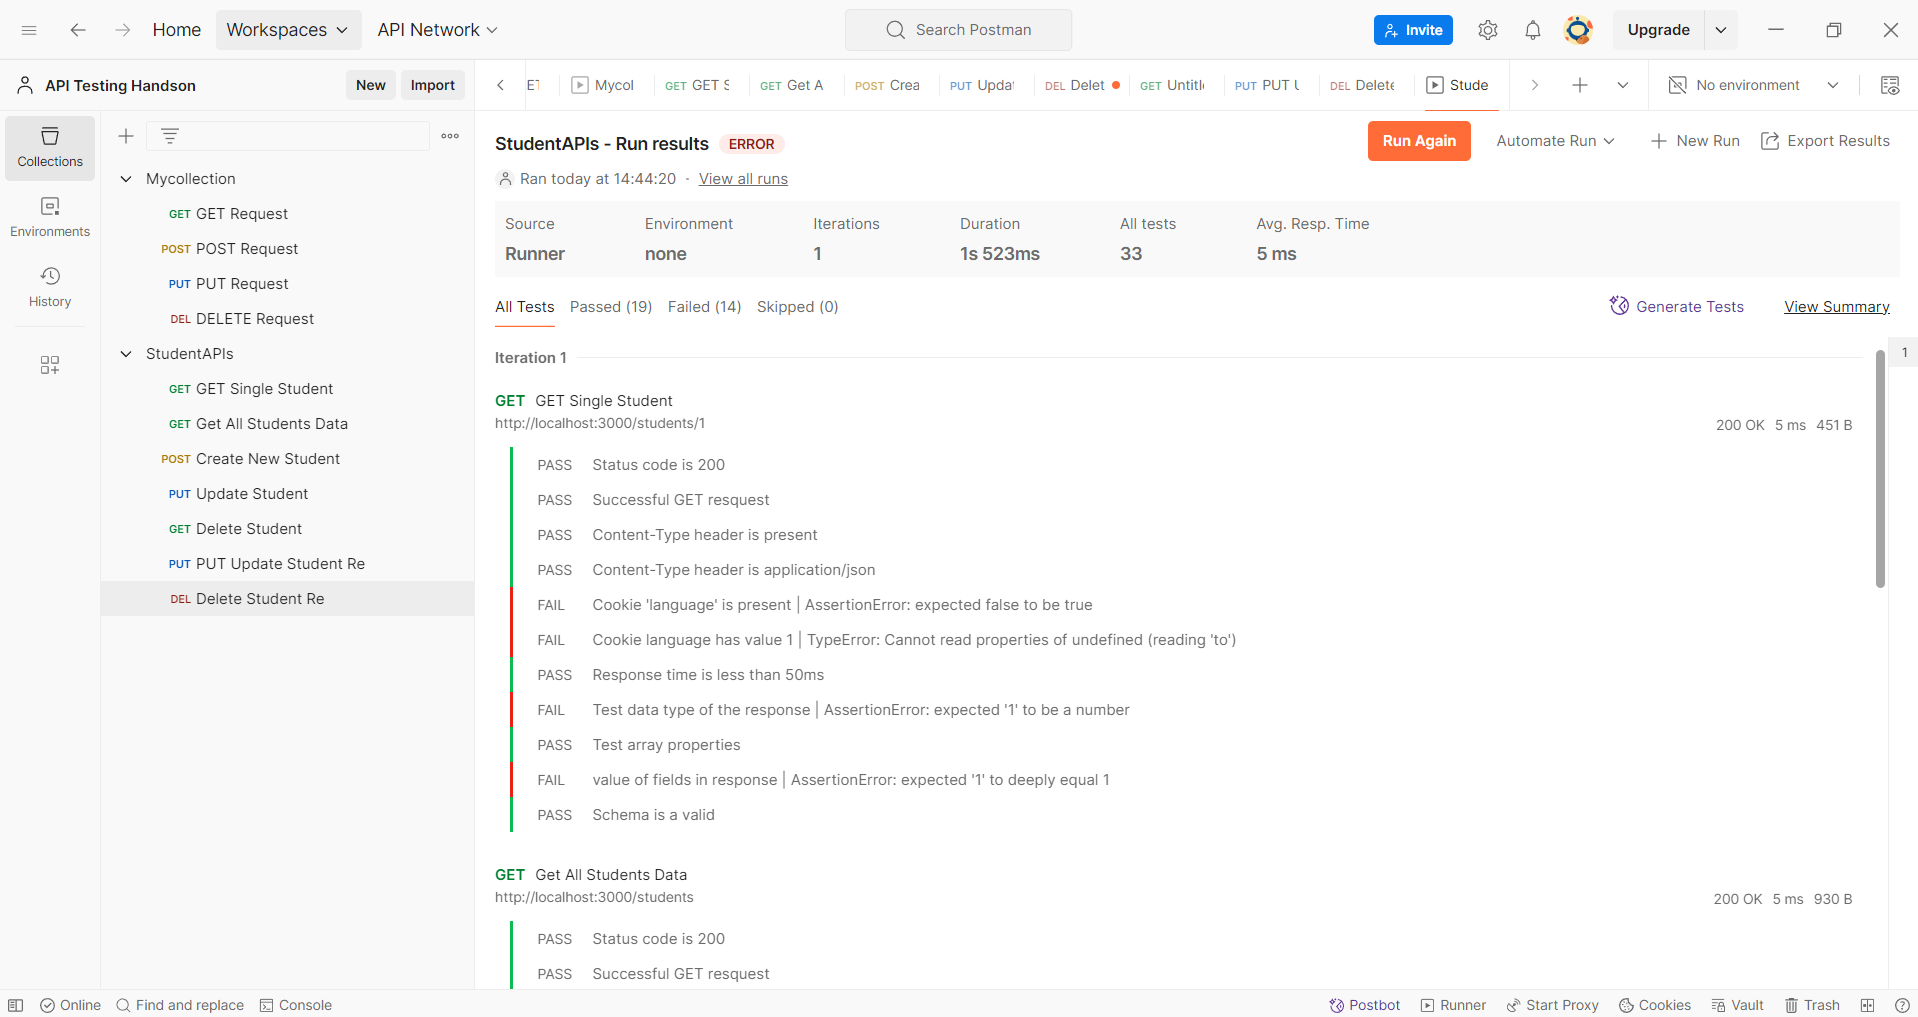 Home Workspaces API Network Search Postman Invite Upgrade
API Testing Handson New Import
ET Mycol GET GET S GET Get A POST Crea PUT Updat DEL Delet GET Untitl PUT PUT U DEL Delete Stude No environment
Collections
Environments
History
Mycollection
GET GET Request
POST POST Request
PUT PUT Request
DEL DELETE Request
StudentAPIs
GET GET Single Student
GET Get All Students Data
POST Create New Student
PUT Update Student
GET Delete Student
PUT PUT Update Student Re
DEL Delete Student Re
StudentAPIs - Run results ERROR
Run Again Automate Run New Run Export Results
Ran today at 14:44:20 · View all runs
Source Environment Iterations Duration All tests Avg. Resp. Time
Runner none 1 1s 523ms 33 5 ms
All Tests Passed (19) Failed (14) Skipped (0) Generate Tests View Summary
Iteration 1
1
GET GET Single Student
http://localhost:3000/students/1
200 OK 5 ms 451 B
PASS Status code is 200
PASS Successful GET resquest
PASS Content-Type header is present
PASS Content-Type header is application/json
FAIL Cookie 'language' is present | AssertionError: expected false to be true
FAIL Cookie language has value 1 | TypeError: Cannot read properties of undefined (reading 'to')
PASS Response time is less than 50ms
FAIL Test data type of the response | AssertionError: expected '1' to be a number
PASS Test array properties
FAIL value of fields in response | AssertionError: expected '1' to deeply equal 1
PASS Schema is a valid
GET Get All Students Data
http://localhost:3000/students
200 OK 5 ms 930 B
PASS Status code is 200
PASS Successful GET resquest
Online Find and replace Console Postbot Runner Start Proxy Cookies Vault Trash